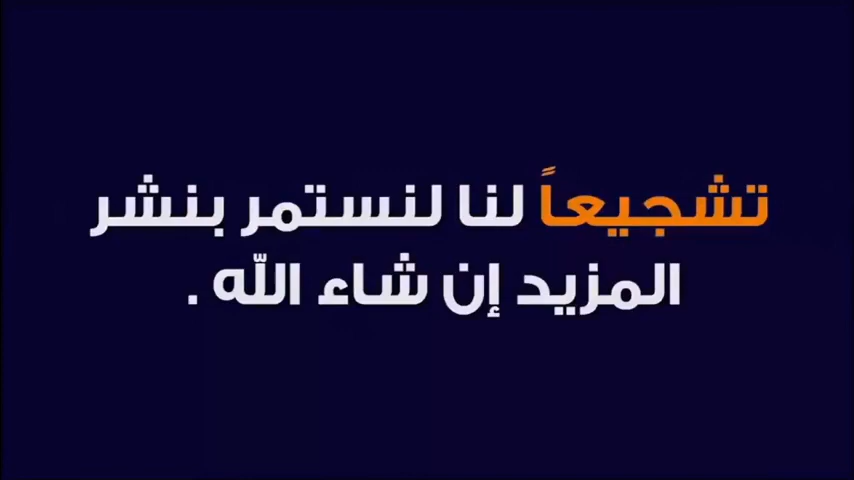 تشجيعاً لنا لنستمر بنشر
المزيد إن شاء الله .